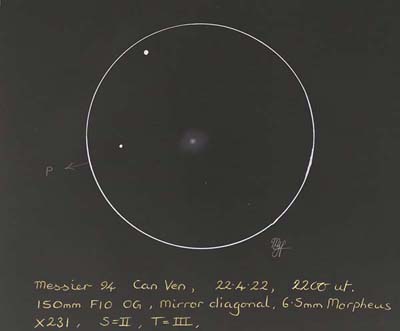 P
Messier 94 Can Ven, 22.4.22, 2200 ut.
150mm F10 OG, mirror diagonal, 6.5mm Morpheus
X231, S=II, T=III,